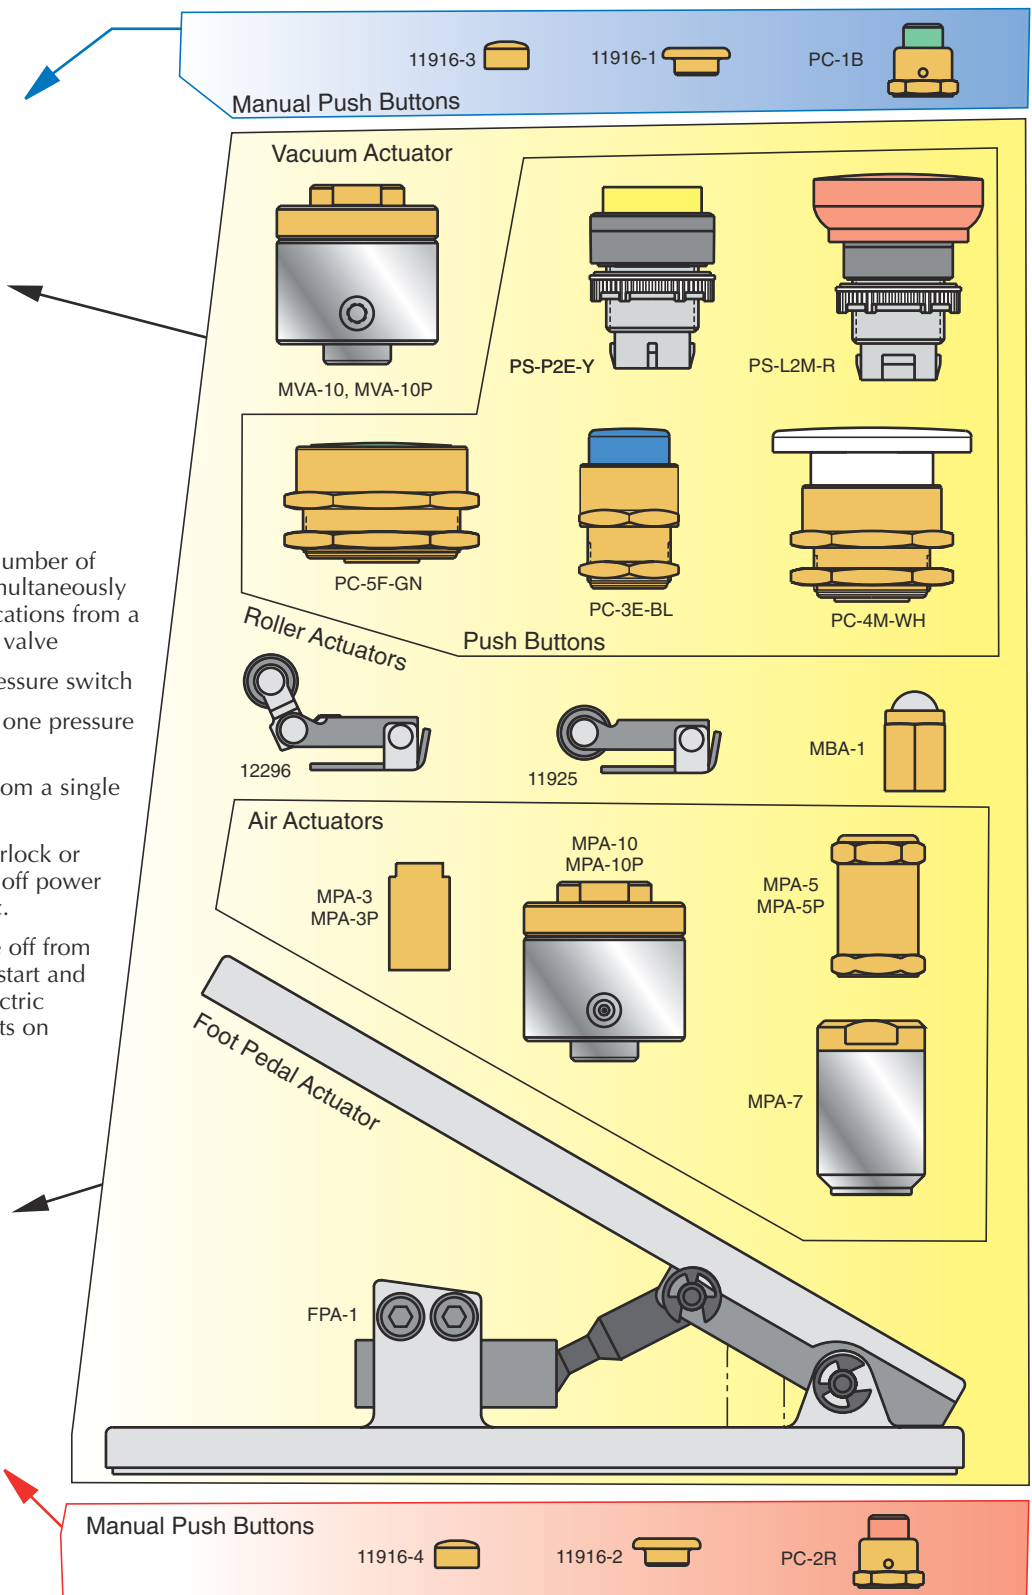 11916-3
11916-1
PC-1B
Manual Push Buttons
Vacuum Actuator
MVA-10, MVA-10P
PS-P2E-Y
PS-L2M-R
PC-5F-GN
PC-3E-BL
PC-4M-WH
Push Buttons
Roller Actuators
12296
11925
MBA-1
umber of
multaneously
cations from a
valve
essure switch
one pressure
om a single
rlock or
off power
c.
e off from
start and
ctric
ts on
Air Actuators
MPA-3
MPA-3P
MPA-10
MPA-10P
MPA-5
MPA-5P
MPA-7
Foot Pedal Actuator
FPA-1
Manual Push Buttons
11916-4
11916-2
PC-2R